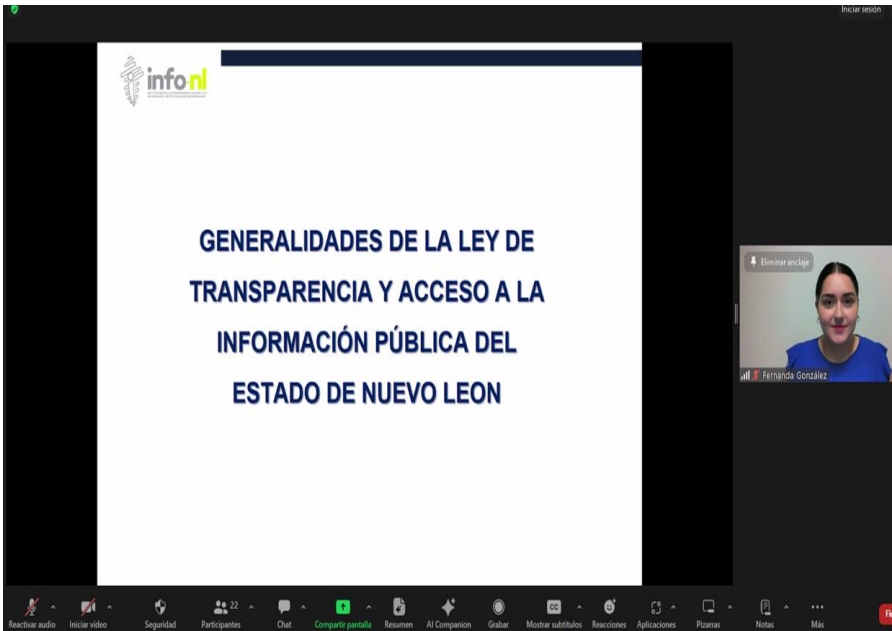 Iniciar sesión
info nl
GENERALIDADES DE LA LEY DE
TRANSPARENCIA Y ACCESO A LA
INFORMACIÓN PÚBLICA DEL
ESTADO DE NUEVO LEON
Eliminar anclaje
Fernanda González
22
CC
Reactivar audio Iniciar video Seguridad Participantes Chat Compartir pantalla Resumen AI Companion Grabar Mostrar subtítulos Reacciones Aplicaciones Pizarras Notas Más